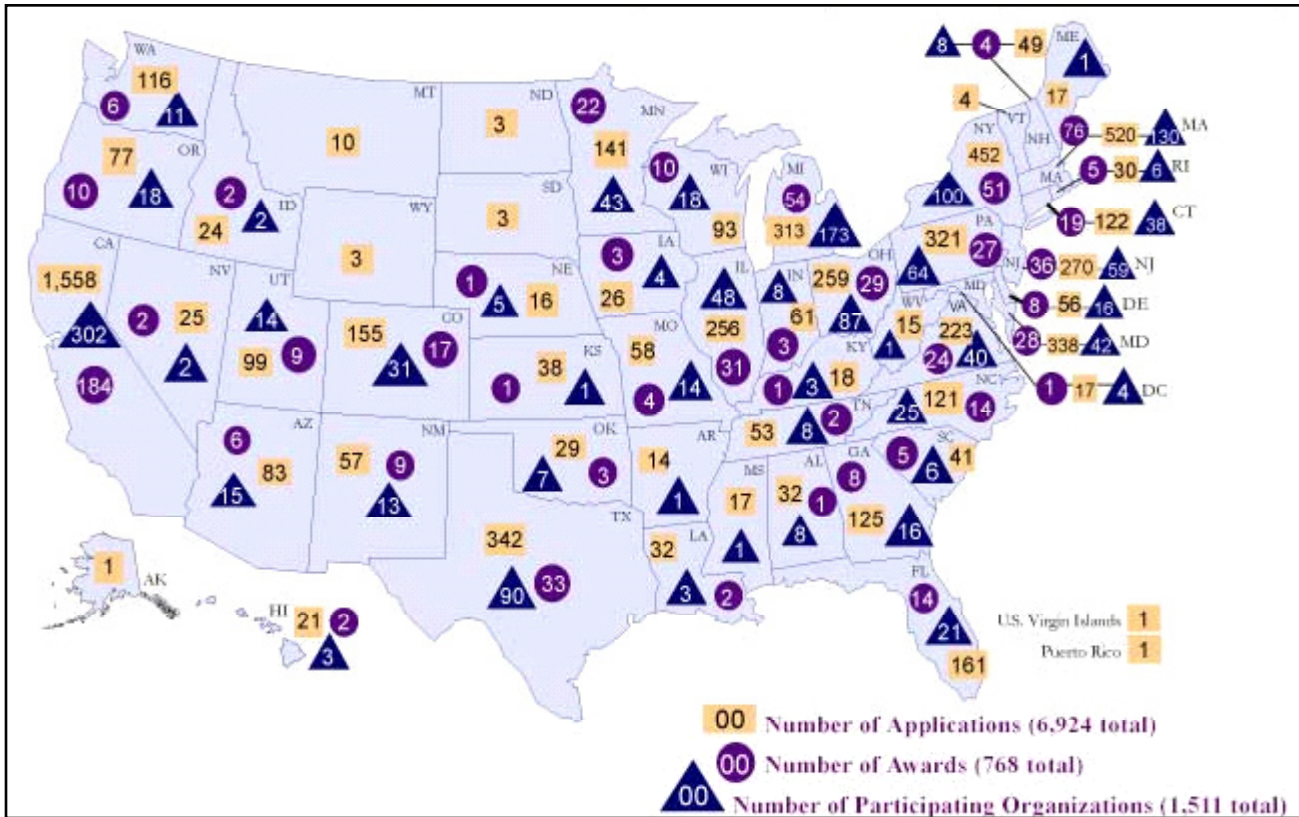 WA
116
6
11
MT
10
ND
3
22
MN
141
43
8
4
49
ME
1
17
4
VT
NH
NY
452
100
51
76
520
130
MA
MA
5
30
6
RI
19
122
38
CT
OR
77
10
18
2
ID
2
24
WY
3
SD
3
10
WI
18
93
MI
54
313
173
PA
321
27
64
NJ
36
270
59
NJ
8
56
16
DE
28
338
42
MD
1
17
4
DC
CA
1,558
302
184
NV
2
25
2
UT
14
99
9
CO
155
31
17
NE
1
5
16
IA
3
4
26
IL
48
256
31
IN
8
61
3
OH
259
29
87
WV
15
1
MD
VA
223
24
40
KS
38
1
1
MO
58
4
14
KY
18
1
3
TN
53
8
2
NC
121
25
14
AZ
6
83
15
NM
57
9
13
OK
29
7
3
AR
14
1
MS
17
1
AL
32
1
8
GA
8
125
16
SC
5
41
6
TX
342
90
33
LA
32
3
2
FL
14
21
161
1
AK
HI
21
2
3
U.S. Virgin Islands 1
Puerto Rico 1
00 Number of Applications (6,924 total)
00 Number of Awards (768 total)
00 Number of Participating Organizations (1,511 total)